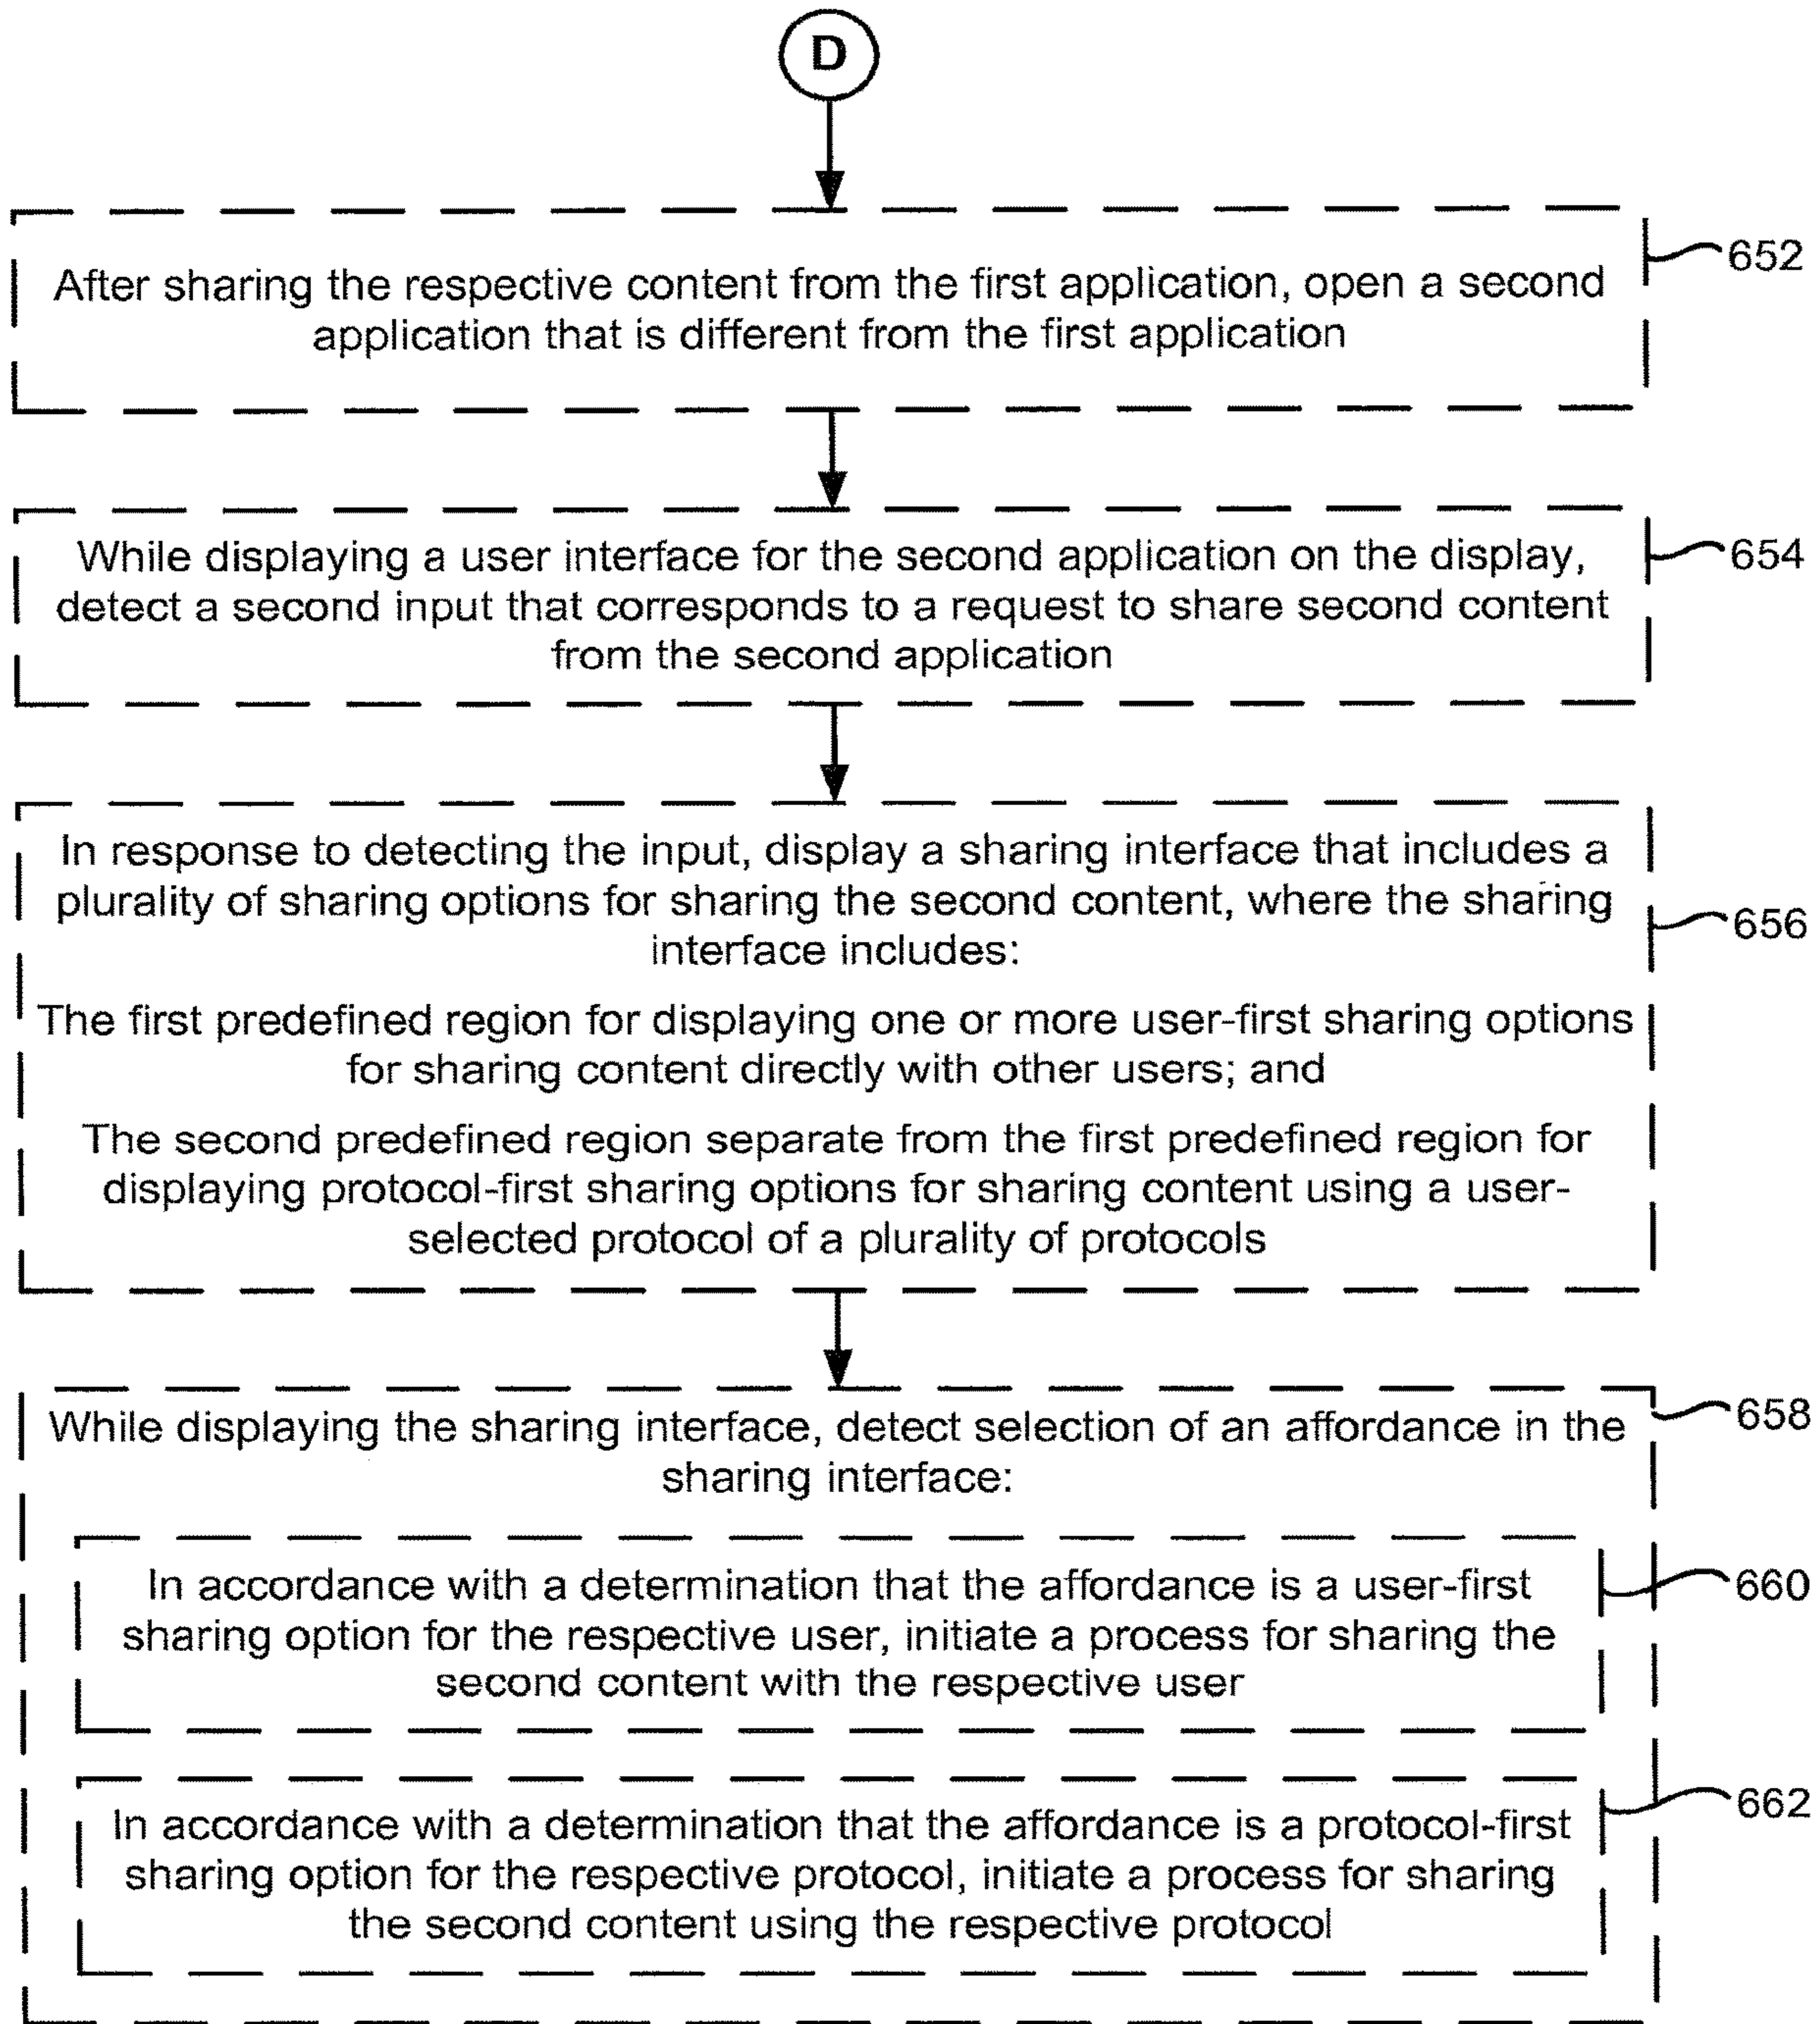 D
After sharing the respective content from the first application, open a second
application that is different from the first application
652
While displaying a user interface for the second application on the display,
detect a second input that corresponds to a request to share second content
from the second application
654
In response to detecting the input, display a sharing interface that includes a
plurality of sharing options for sharing the second content, where the sharing
interface includes:
The first predefined region for displaying one or more user-first sharing options
for sharing content directly with other users; and
The second predefined region separate from the first predefined region for
displaying protocol-first sharing options for sharing content using a user-
selected protocol of a plurality of protocols
656
While displaying the sharing interface, detect selection of an affordance in the
sharing interface:
658
In accordance with a determination that the affordance is a user-first
sharing option for the respective user, initiate a process for sharing the
second content with the respective user
660
In accordance with a determination that the affordance is a protocol-first
sharing option for the respective protocol, initiate a process for sharing
the second content using the respective protocol
662